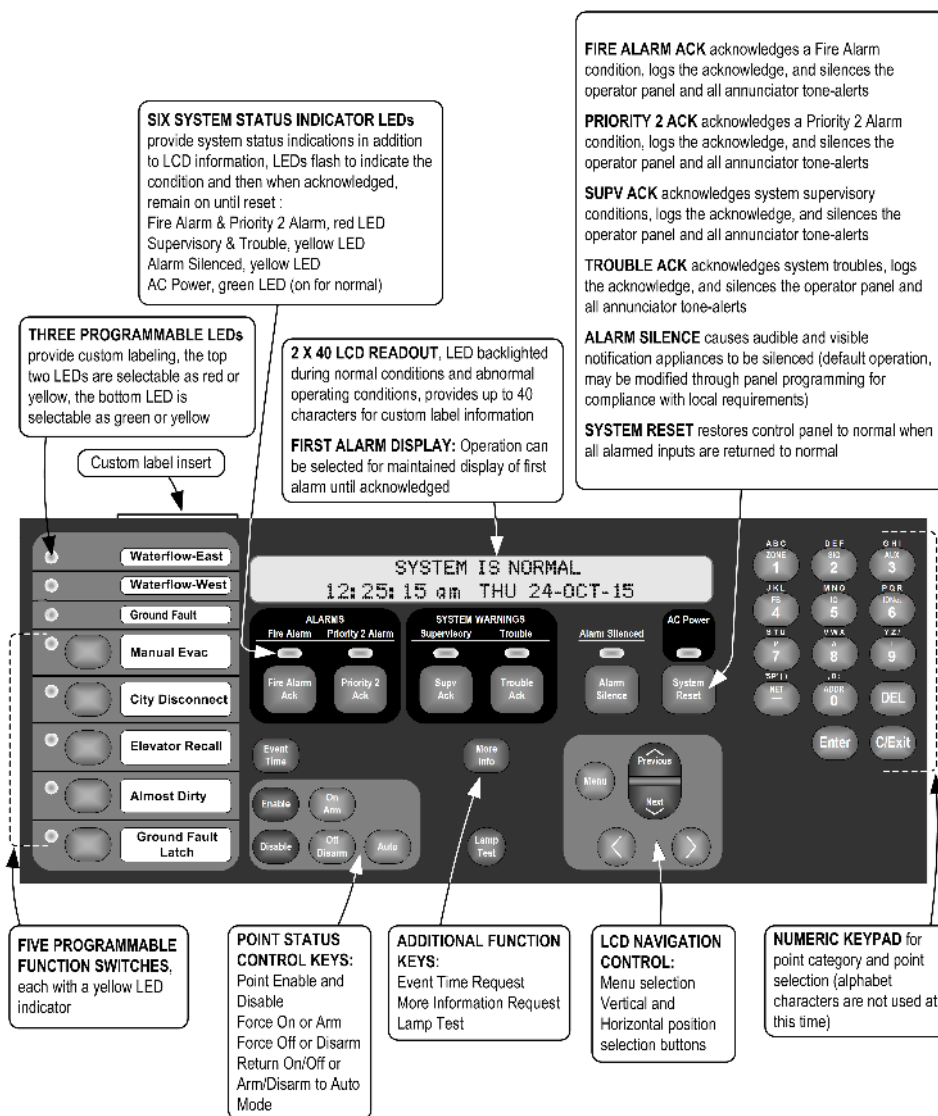 FIRE ALARM ACK acknowledges a Fire Alarm
condition, logs the acknowledge, and silences the
operator panel and all annunciator tone-alerts
PRIORITY 2 ACK acknowledges a Priority 2 Alarm
condition, logs the acknowledge, and silences the
operator panel and all annunciator tone-alerts
SUPV ACK acknowledges system supervisory
conditions, logs the acknowledge, and silences the
operator panel and all annunciator tone-alerts
TROUBLE ACK acknowledges system troubles, logs
the acknowledge, and silences the operator panel and
all annunciator tone-alerts
ALARM SILENCE causes audible and visible
notification appliances to be silenced (default operation,
may be modified through panel programming for
compliance with local requirements)
SYSTEM RESET restores control panel to normal when
all alarmed inputs are returned to normal
SIX SYSTEM STATUS INDICATOR LEDs
provide system status indications in addition
to LCD information, LEDs flash to indicate the
condition and then when acknowledged,
remain on until reset :
Fire Alarm & Priority 2 Alarm, red LED
Supervisory & Trouble, yellow LED
Alarm Silenced, yellow LED
AC Power, green LED (on for normal)
THREE PROGRAMMABLE LEDs
provide custom labeling, the top
two LEDs are selectable as red or
yellow, the bottom LED is
selectable as green or yellow
2 X 40 LCD READOUT, LED backlighted
during normal conditions and abnormal
operating conditions, provides up to 40
characters for custom label information
FIRST ALARM DISPLAY: Operation can
be selected for maintained display of first
alarm until acknowledged
Custom label insert
Waterflow-East
Waterflow-West
Ground Fault
Manual Evac
City Disconnect
Elevator Recall
Almost Dirty
Ground Fault
Latch
SYSTEM IS NORMAL
12:25:15 am THU 24-OCT-15
ALARMS
Fire Alarm Priority 2 Alarm
SYSTEM WARNINGS
Supervisory Trouble
Alarm Silenced
AC Power
Fire Alarm
Ack
Priority 2
Ack
Supv
Ack
Trouble
Ack
Alarm
Silence
System
Reset
Event
Time
More
Info
Enable
On
Arm
Disable
Off
Disarm
Auto
Lamp
Test
Menu
Previous
Next
< >
ABC DEF GHI
ZONE SIG AUX
1 2 3
JKL MNO PQR
FB IO IDNet
4 5 6
STU VWX YZ/
P A
7 8 9
SP'() ,0:
NET ADDR
— 0 DEL
Enter C/Exit
FIVE PROGRAMMABLE
FUNCTION SWITCHES,
each with a yellow LED
indicator
POINT STATUS
CONTROL KEYS:
Point Enable and
Disable
Force On or Arm
Force Off or Disarm
Return On/Off or
Arm/Disarm to Auto
Mode
ADDITIONAL FUNCTION
KEYS:
Event Time Request
More Information Request
Lamp Test
LCD NAVIGATION
CONTROL:
Menu selection
Vertical and
Horizontal position
selection buttons
NUMERIC KEYPAD for
point category and point
selection (alphabet
characters are not used at
this time)